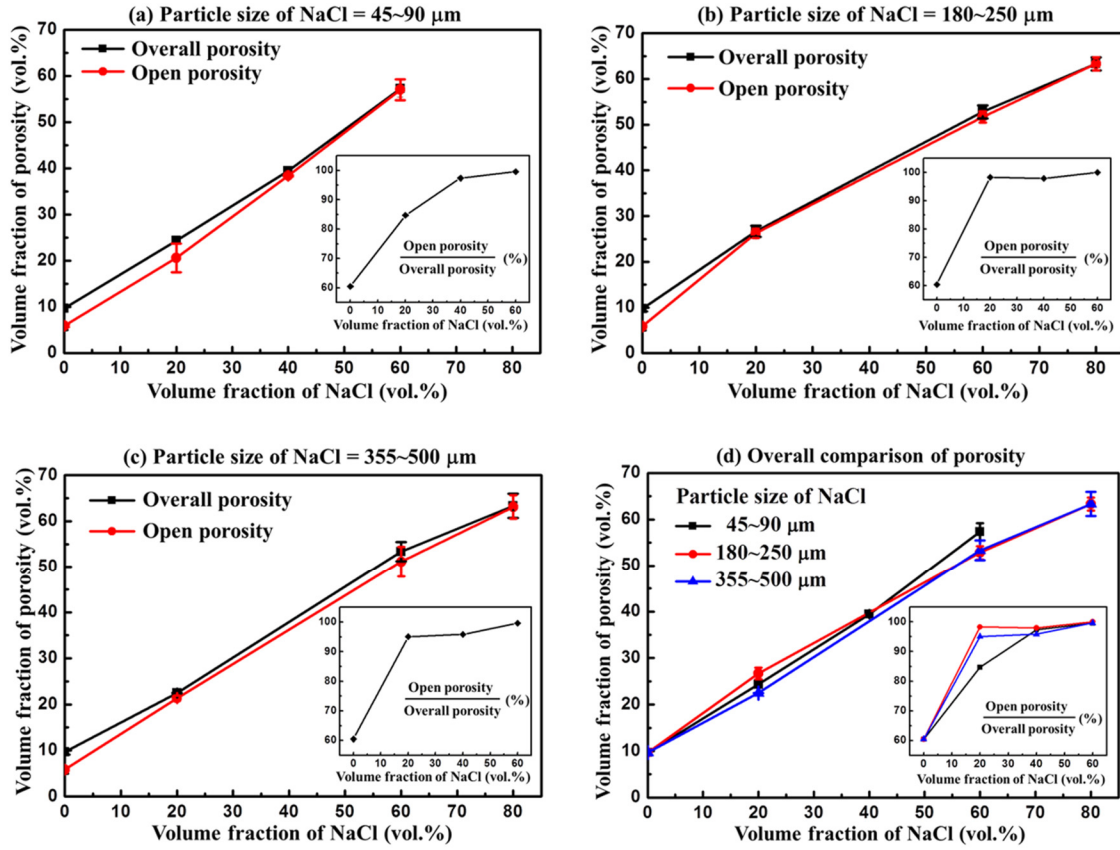 (a) Particle size of NaCl = 45~90 μm
Volume fraction of porosity (vol.%)
70
60
50
40
30
20
10
0
Overall porosity
Open porosity
100
90
80
70
60
Open porosity
Overall porosity
(%)
0 10 20 30 40 50 60
Volume fraction of NaCl (vol.%)
0 10 20 30 40 50 60 70 80
Volume fraction of NaCl (vol.%)
(b) Particle size of NaCl = 180~250 μm
Volume fraction of porosity (vol.%)
70
60
50
40
30
20
10
0
Overall porosity
Open porosity
100
90
80
70
60
Open porosity
Overall porosity
(%)
0 10 20 30 40 50 60
Volume fraction of NaCl (vol.%)
0 10 20 30 40 50 60 70 80
Volume fraction of NaCl (vol.%)
(c) Particle size of NaCl = 355~500 μm
Volume fraction of porosity (vol.%)
70
60
50
40
30
20
10
0
Overall porosity
Open porosity
100
90
80
70
60
Open porosity
Overall porosity
(%)
0 10 20 30 40 50 60
Volume fraction of NaCl (vol.%)
0 10 20 30 40 50 60 70 80
Volume fraction of NaCl (vol.%)
(d) Overall comparison of porosity
Volume fraction of porosity (vol.%)
70
60
50
40
30
20
10
0
Particle size of NaCl
45~90 μm
180~250 μm
355~500 μm
100
90
80
70
60
Open porosity
Overall porosity
(%)
0 10 20 30 40 50 60
Volume fraction of NaCl (vol.%)
0 10 20 30 40 50 60 70 80
Volume fraction of NaCl (vol.%)